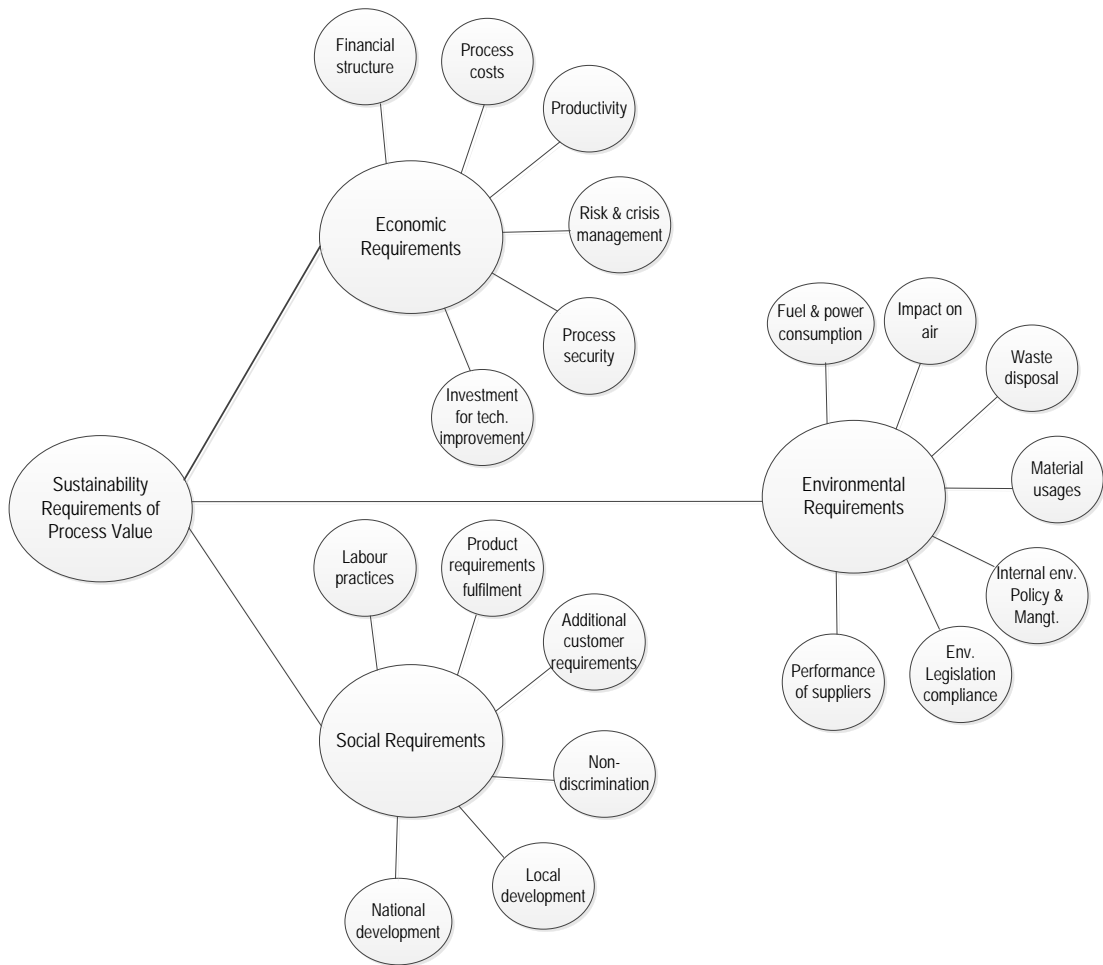 Financial
structure
Process
costs
Productivity
Economic
Requirements
Risk & crisis
management
Process
security
Investment
for tech.
improvement
Sustainability
Requirements of
Process Value
Fuel & power
consumption
Impact on
air
Waste
disposal
Environmental
Requirements
Material
usages
Internal env.
Policy &
Mangt.
Env.
Legislation
compliance
Performance
of suppliers
Labour
practices
Product
requirements
fulfilment
Additional
customer
requirements
Social Requirements
Non-
discrimination
Local
development
National
development